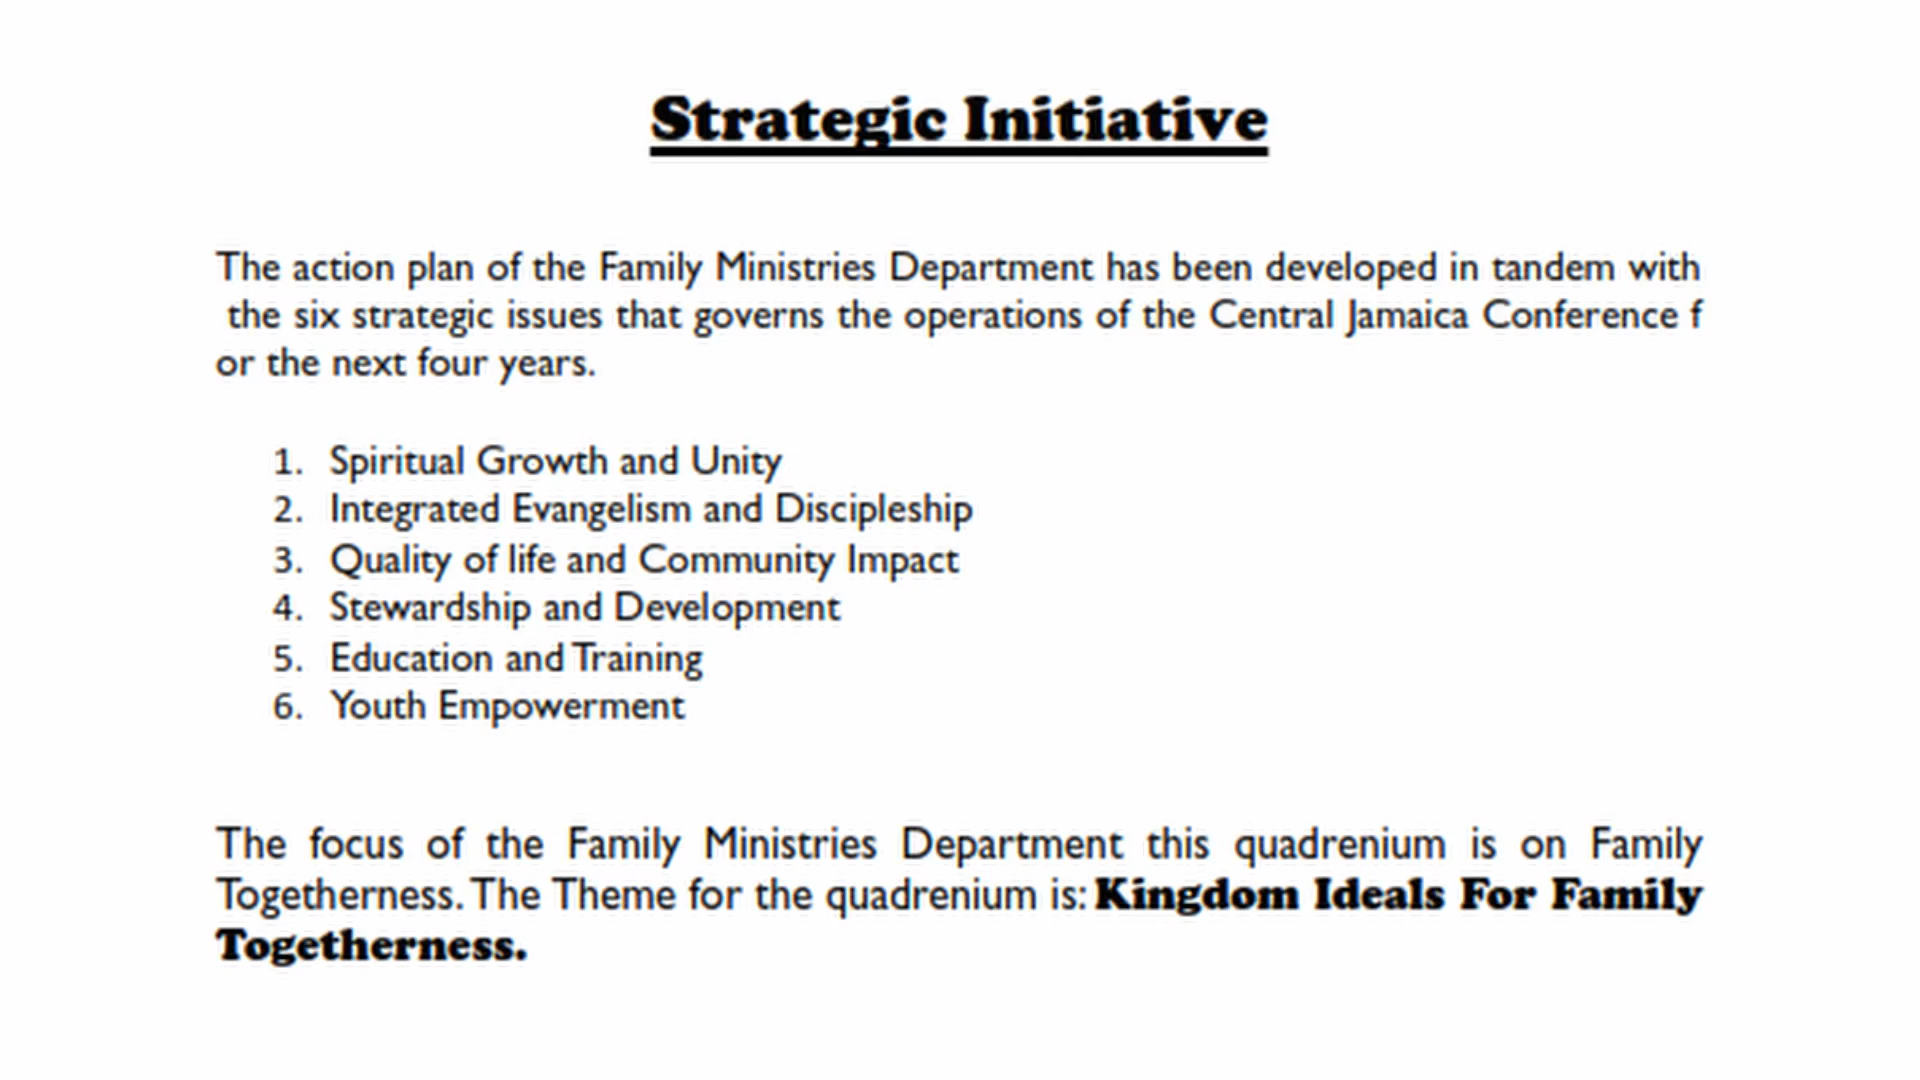 Strategic Initiative
The action plan of the Family Ministries Department has been developed in tandem with
the six strategic issues that governs the operations of the Central Jamaica Conference f
or the next four years.
1. Spiritual Growth and Unity
2. Integrated Evangelism and Discipleship
3. Quality of life and Community Impact
4. Stewardship and Development
5. Education and Training
6. Youth Empowerment
The focus of the Family Ministries Department this quadrenium is on Family
Togetherness. The Theme for the quadrenium is: Kingdom Ideals For Family
Togetherness.